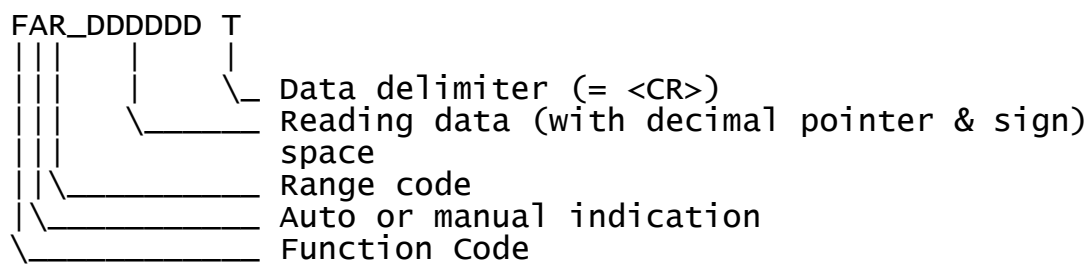 FAR_DDDDDD T
Data delimiter (= <CR>)
Reading data (with decimal pointer & sign)
space
Range code
Auto or manual indication
Function Code